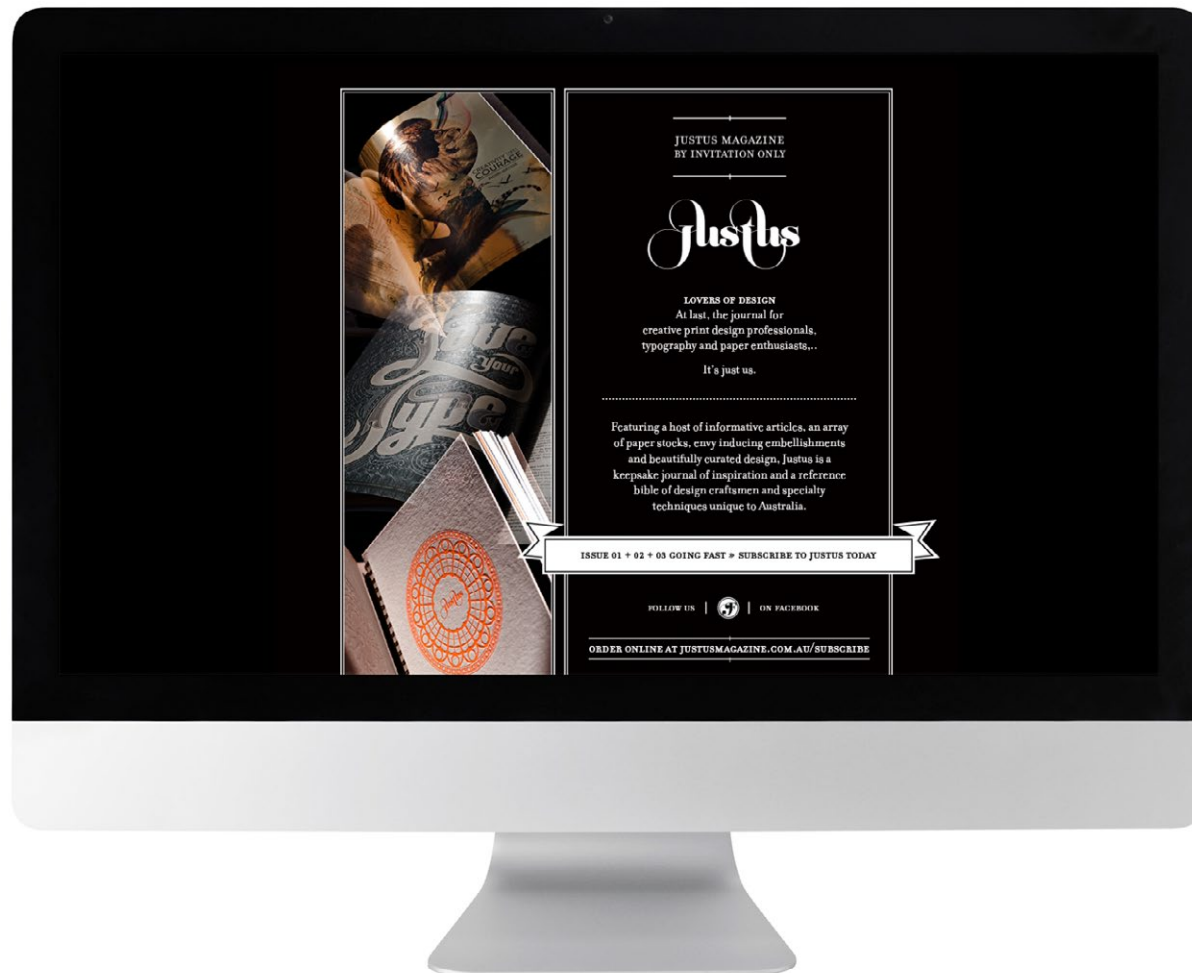 CREATIVITY
COURAGE
Love
Your
Type
Justus
JUSTUS MAGAZINE
BY INVITATION ONLY
Justus
LOVERS OF DESIGN
At last, the journal for
creative print design professionals,
typography and paper enthusiasts,..
It's just us.
Featuring a host of informative articles, an array
of paper stocks, envy inducing embellishments
and beautifully curated design, Justus is a
keepsake journal of inspiration and a reference
bible of design craftsmen and specialty
techniques unique to Australia.
ISSUE 01 + 02 + 03 GOING FAST » SUBSCRIBE TO JUSTUS TODAY
FOLLOW US | | ON FACEBOOK
ORDER ONLINE AT JUSTUSMAGAZINE.COM.AU/SUBSCRIBE